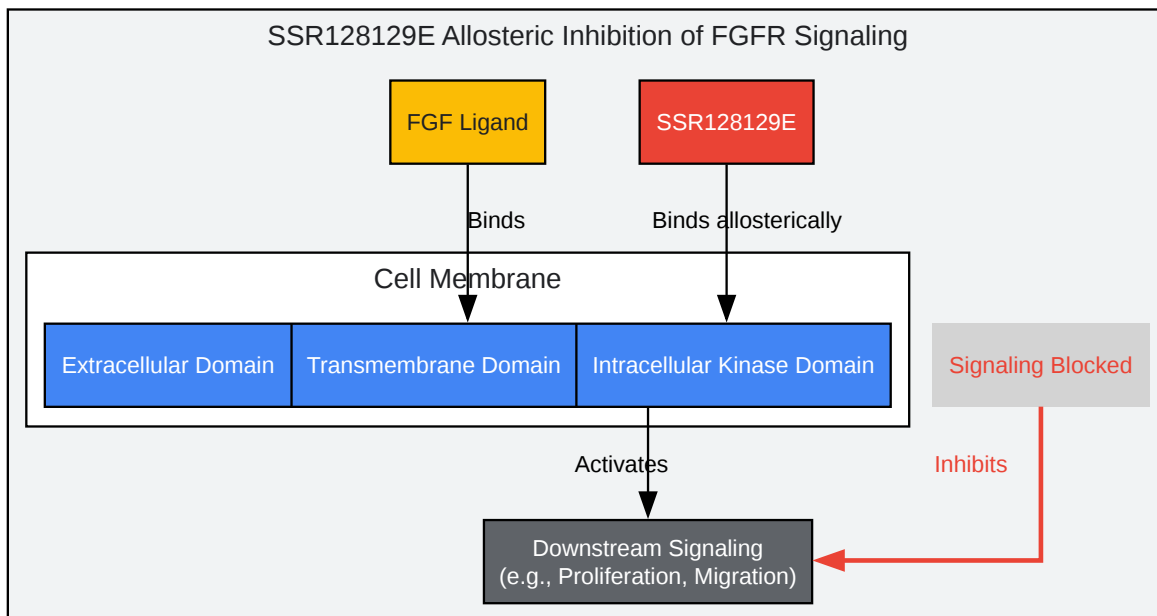 SSR128129E Allosteric Inhibition of FGFR Signaling
FGF Ligand
SSR128129E
Binds
Binds allosterically
Cell Membrane
Extracellular Domain
Transmembrane Domain
Intracellular Kinase Domain
Signaling Blocked
Activates
Inhibits
Downstream Signaling
(e.g., Proliferation, Migration)